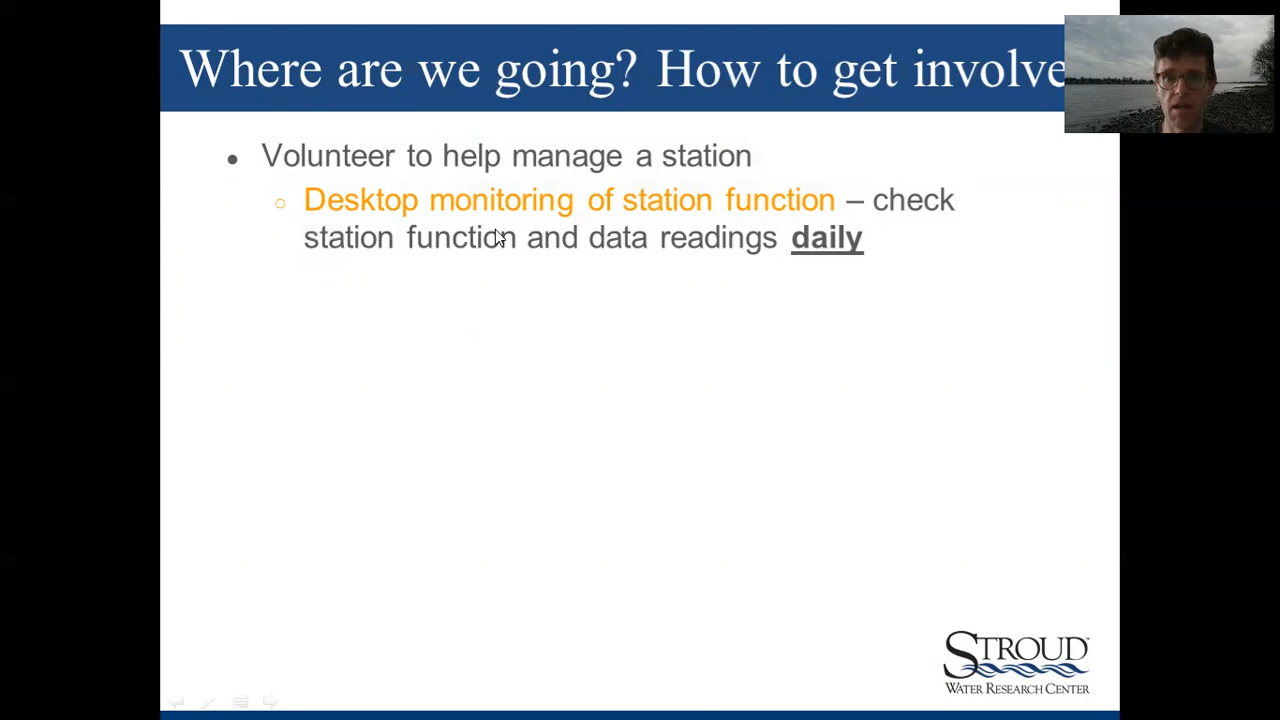 Where are we going? How to get involve
● Volunteer to help manage a station
○ Desktop monitoring of station function – check
station function and data readings daily
STROUD™
WATER RESEARCH CENTER